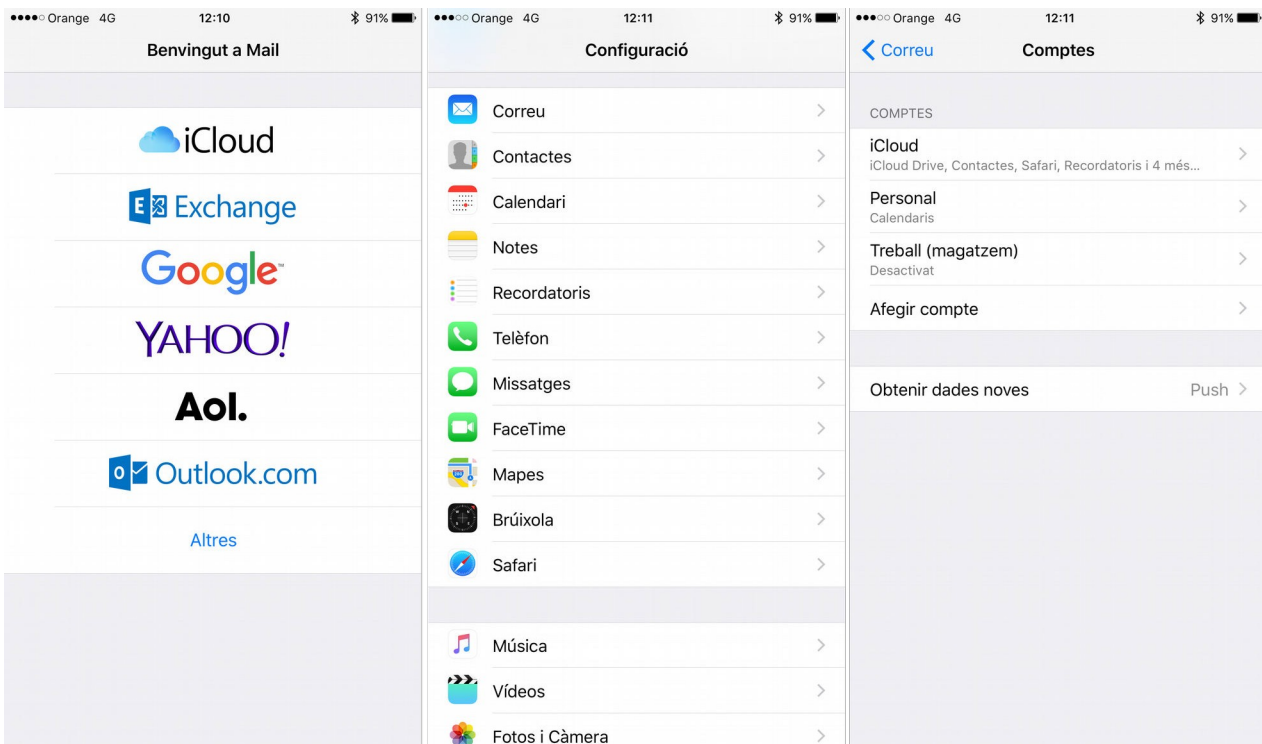 Orange 4G 12:10 91%
Benvingut a Mail
iCloud
Exchange
Google
YAHOO!
Aol.
Outlook.com
Altres
Orange 4G 12:11 91%
Configuració
Correu
Contactes
Calendari
Notes
Recordatoris
Telèfon
Missatges
FaceTime
Mapes
Brúixola
Safari
Música
Vídeos
Fotos i Càmera
Orange 4G 12:11 91%
Correu Comptes
COMPTES
iCloud
iCloud Drive, Contactes, Safari, Recordatoris i 4 més...
Personal
Calendaris
Treball (magatzem)
Desactivat
Afegir compte
Obtenir dades noves Push